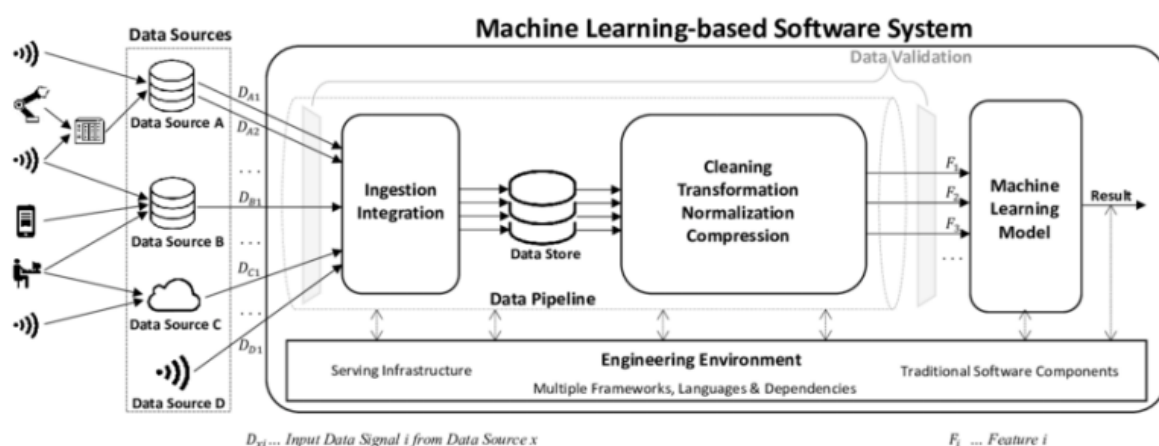 Machine Learning-based Software System
Data Sources
Data Validation
D_A1
Data Source A
D_A2
. . .
Ingestion
Integration
Cleaning
Transformation
Normalization
Compression
F_1
F_2
F_3
. . .
Machine
Learning
Model
Result
D_B1
Data Source B
. . .
Data Store
D_C1
Data Source C
. . .
Data Pipeline
D_D1
Data Source D
Engineering Environment
Serving Infrastructure
Multiple Frameworks, Languages & Dependencies
Traditional Software Components
D_xi ... Input Data Signal i from Data Source x
F_i ... Feature i